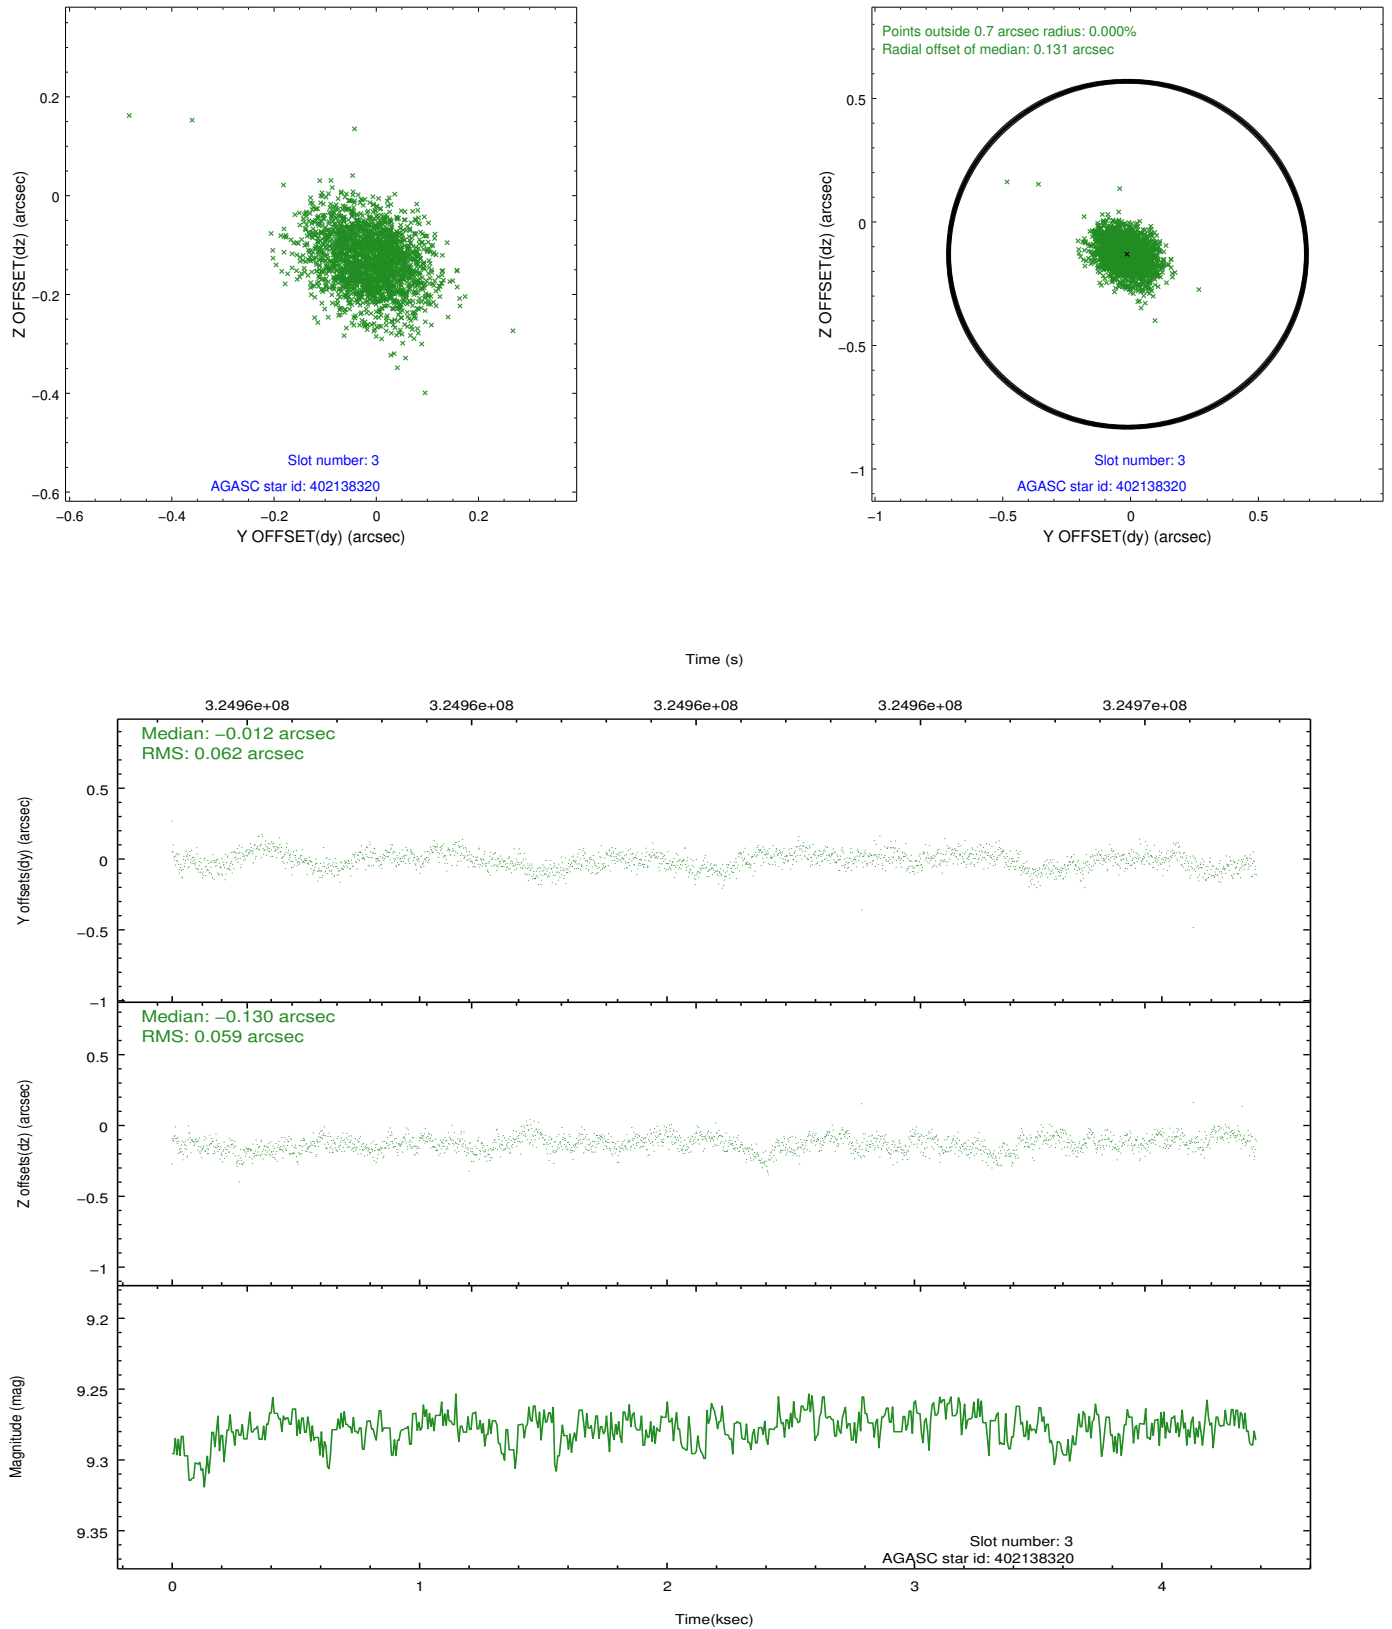 0.2
0
−0.2
−0.4
−0.6
Z OFFSET(dz) (arcsec)
Slot number: 3
AGASC star id: 402138320
−0.6 −0.4 −0.2 0 0.2
Y OFFSET(dy) (arcsec)
Points outside 0.7 arcsec radius: 0.000%
Radial offset of median: 0.131 arcsec
0.5
0
−0.5
−1
Z OFFSET(dz) (arcsec)
Slot number: 3
AGASC star id: 402138320
−1 −0.5 0 0.5
Y OFFSET(dy) (arcsec)
Time (s)
3.2496e+08 3.2496e+08 3.2496e+08 3.2496e+08 3.2497e+08
Median: −0.012 arcsec
RMS: 0.062 arcsec
0.5
0
−0.5
−1
Y offsets(dy) (arcsec)
Median: −0.130 arcsec
RMS: 0.059 arcsec
0.5
0
−0.5
−1
Z offsets(dz) (arcsec)
9.2
9.25
9.3
9.35
Magnitude (mag)
Slot number: 3
AGASC star id: 402138320
0 1 2 3 4
Time(ksec)